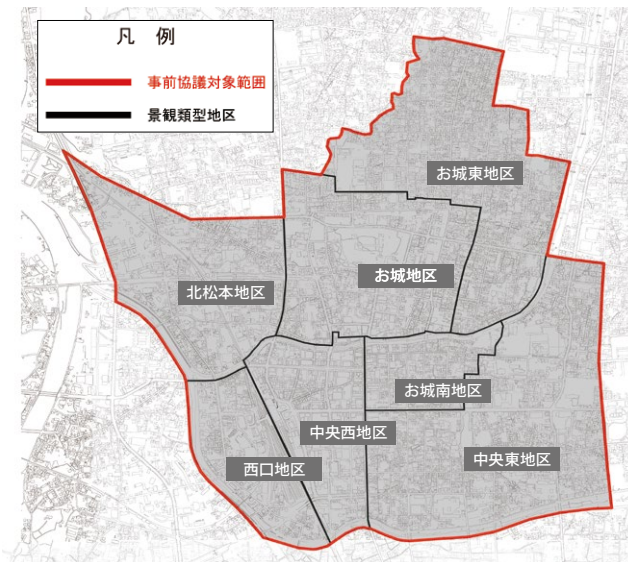 凡 例
事前協議対象範囲
景観類型地区
お城東地区
お城地区
北松本地区
お城南地区
中央西地区
中央東地区
西口地区